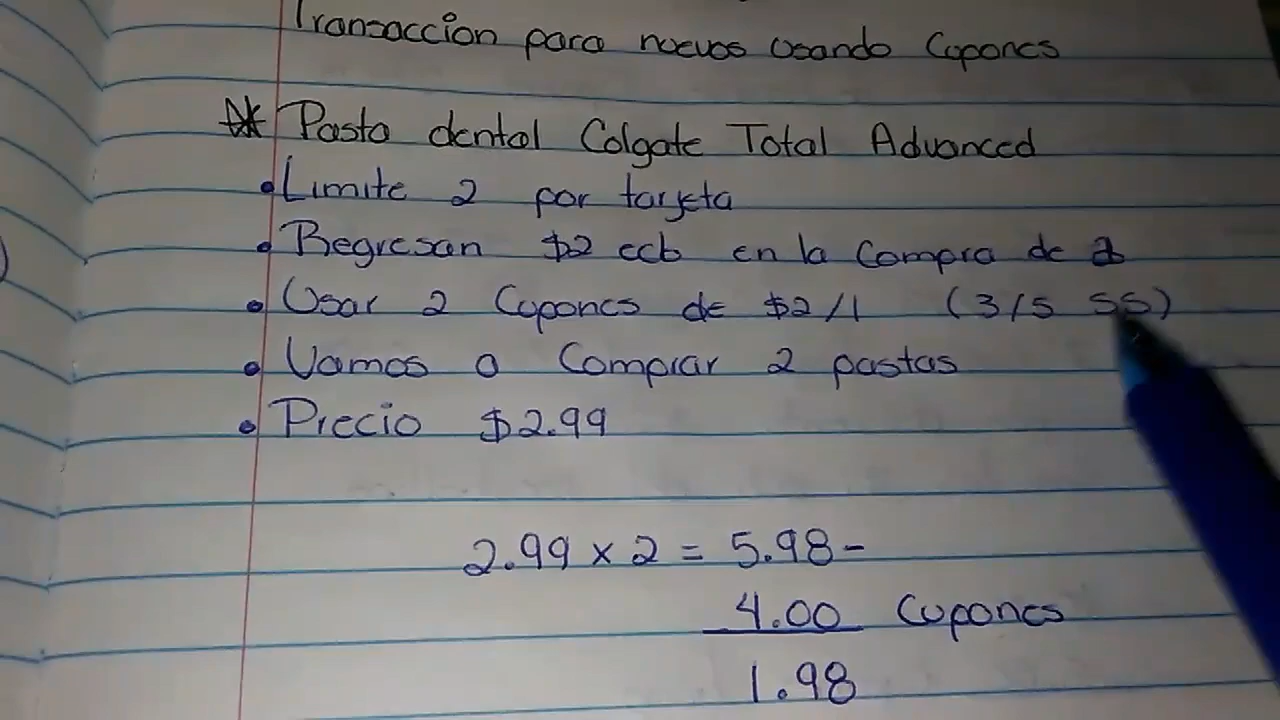 Transaccion para nuevos usando Cupones
Pasta dental Colgate Total Advanced
• Limite 2 por tarjeta
• Regresan $2 ecb en la Compra de
• Usar 2 Cupones de $2/1 (3/5 SS)
• Vamos a Comprar 2 pastas
• Precio $2.99
2.99 x 2 = 5.98-
4.00 Cupones
1.98